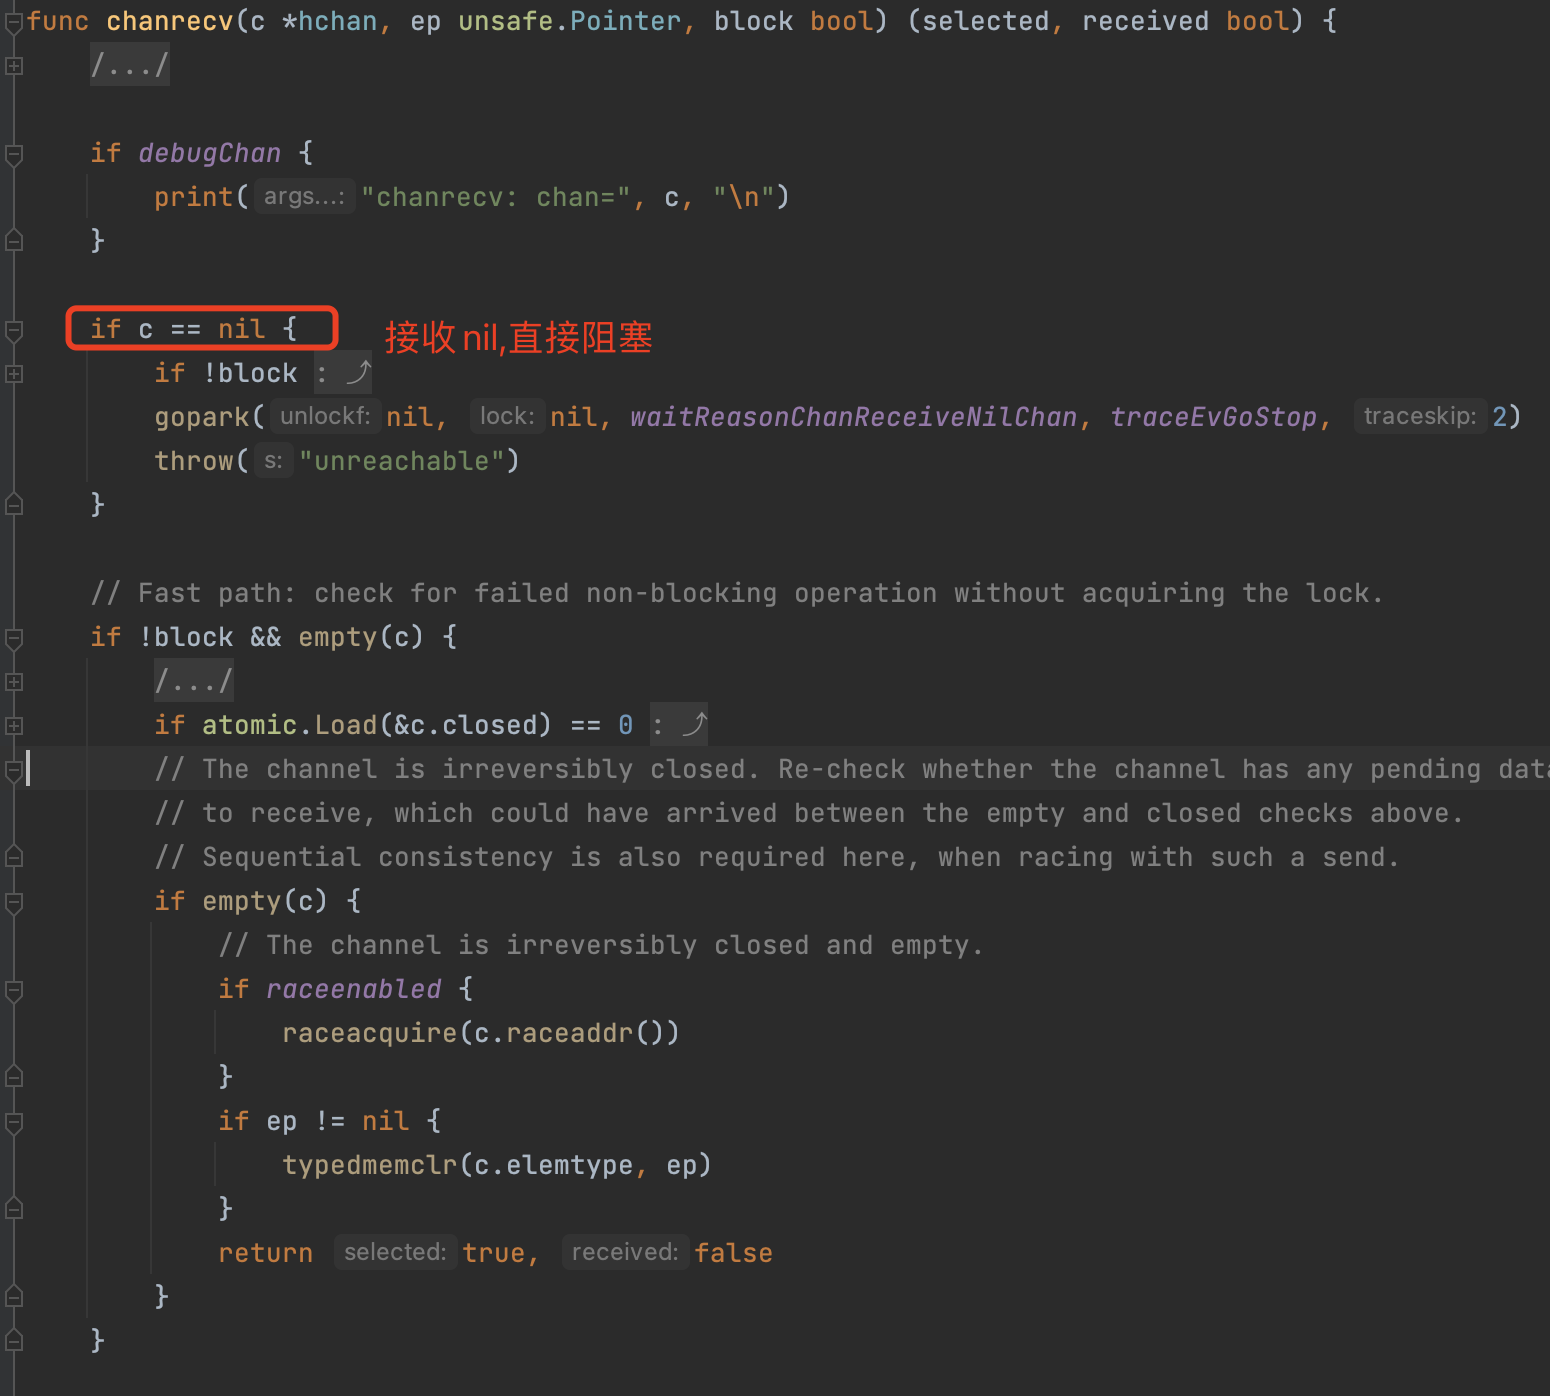 func chanrecv(c *hchan, ep unsafe.Pointer, block bool) (selected, received bool) {
/.../
if debugChan {
print( args...: "chanrecv: chan=", c, "\n")
}
if c == nil { 接收nil,直接阻塞
if !block :
gopark( unlockf: nil, lock: nil, waitReasonChanReceiveNilChan, traceEvGoStop, traceskip: 2)
throw( s: "unreachable")
}
// Fast path: check for failed non-blocking operation without acquiring the lock.
if !block && empty(c) {
/.../
if atomic.Load(&c.closed) == 0 :
// The channel is irreversibly closed. Re-check whether the channel has any pending dat
// to receive, which could have arrived between the empty and closed checks above.
// Sequential consistency is also required here, when racing with such a send.
if empty(c) {
// The channel is irreversibly closed and empty.
if raceenabled {
raceacquire(c.raceaddr())
}
if ep != nil {
typedmemclr(c.elemtype, ep)
}
return selected: true, received: false
}
}